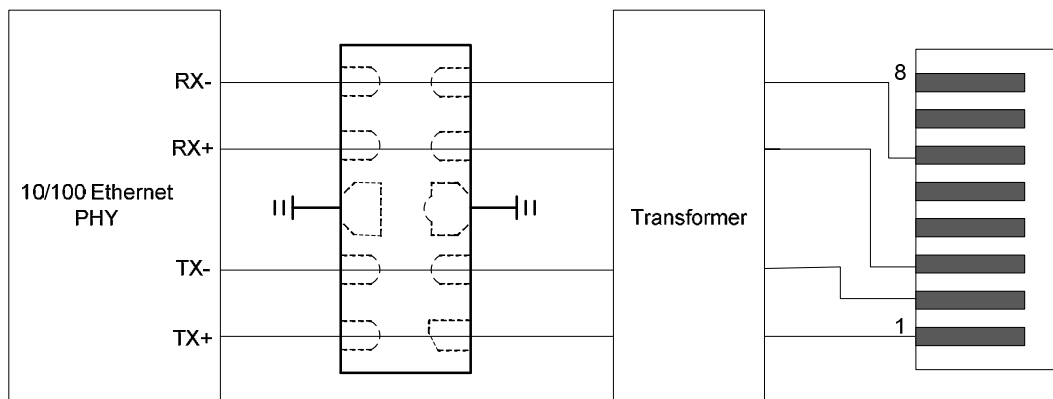 RX-
RX+
10/100 Ethernet
PHY
TX-
TX+
Transformer
8
1